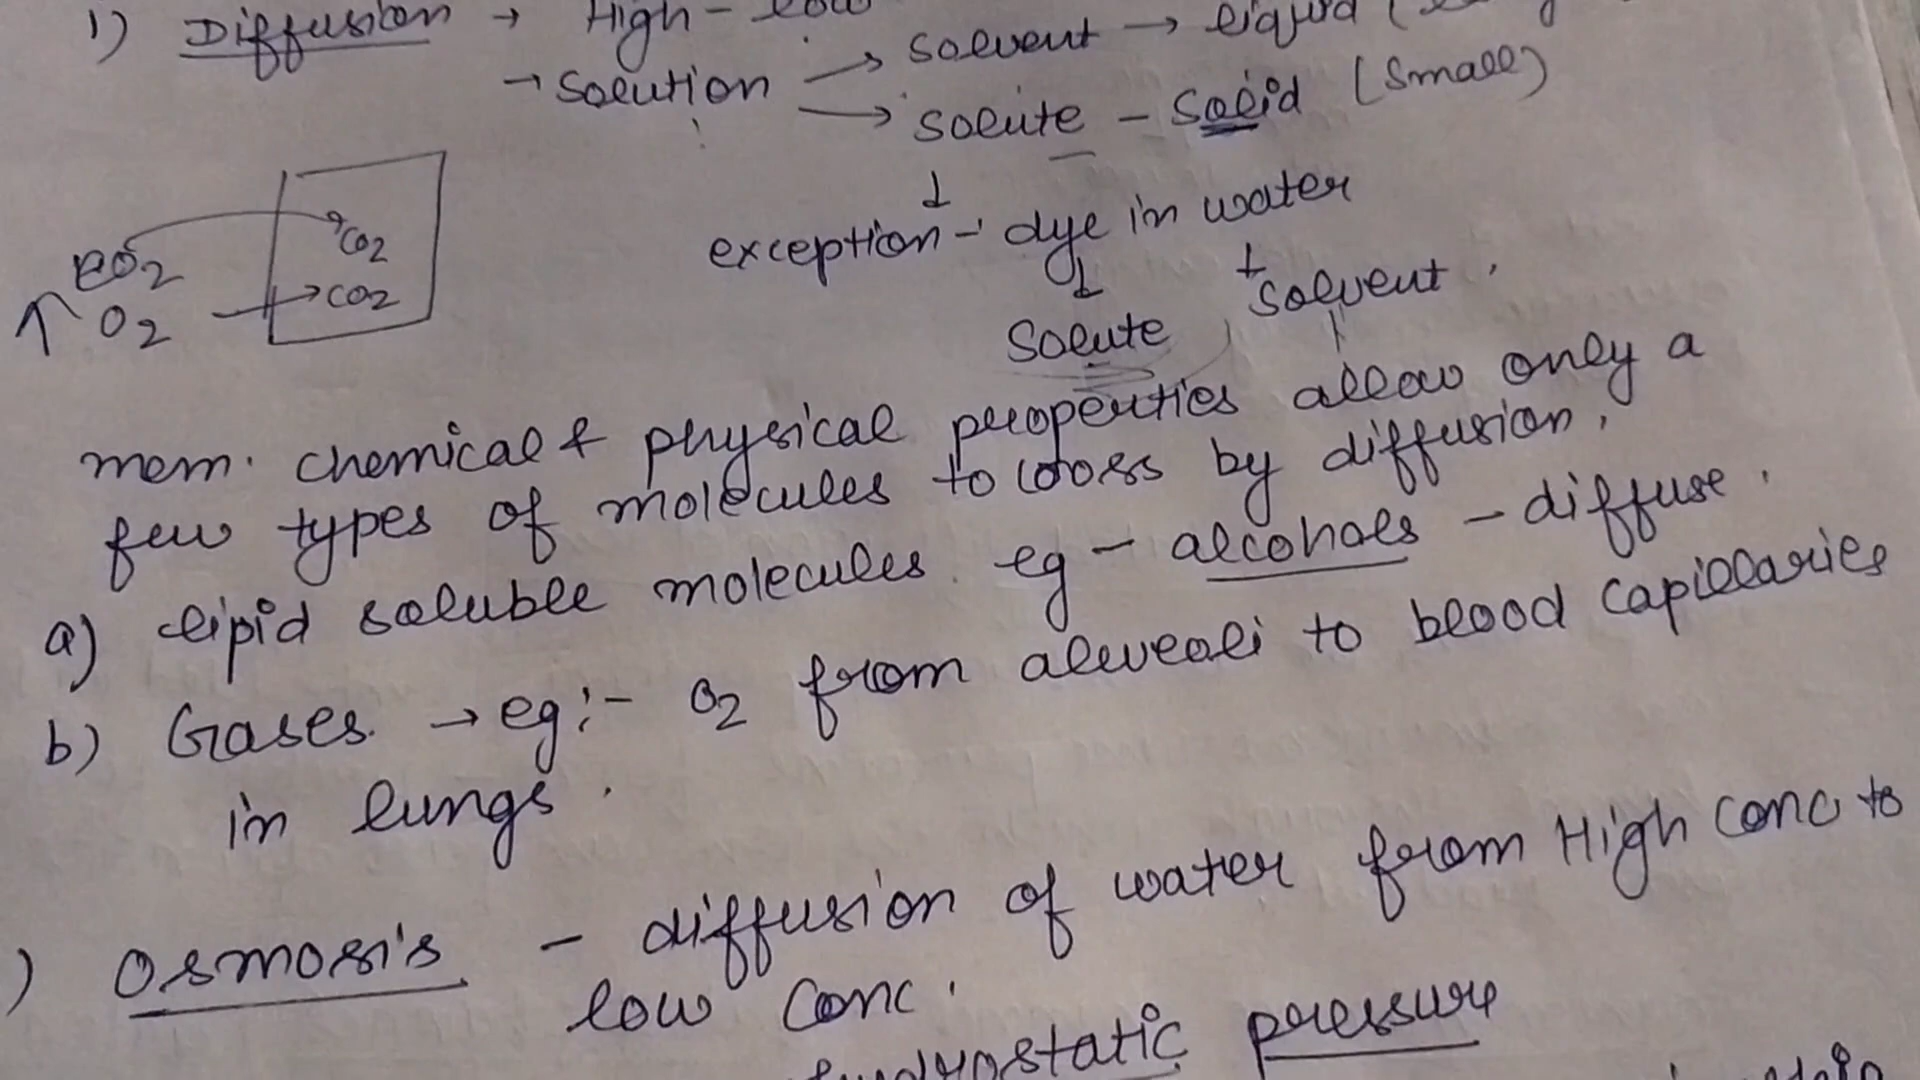 1) Diffusion → High - low
→ solution → solvent → liquid (
→ solute - solid (small)
↓
exception - dye in water
↓ ↓
solute solvent.
CO2 CO2
↑ O2 → CO2
mem. chemical & physical properties allow only a
few types of molecules to cross by diffusion.
a) lipid soluble molecules. eg - alcohols - diffuse.
b) Gases. → eg:- O2 from alveoli to blood capillaries
in lungs.
) Osmosis - diffusion of water from High conc to
low conc.
hydrostatic pressure